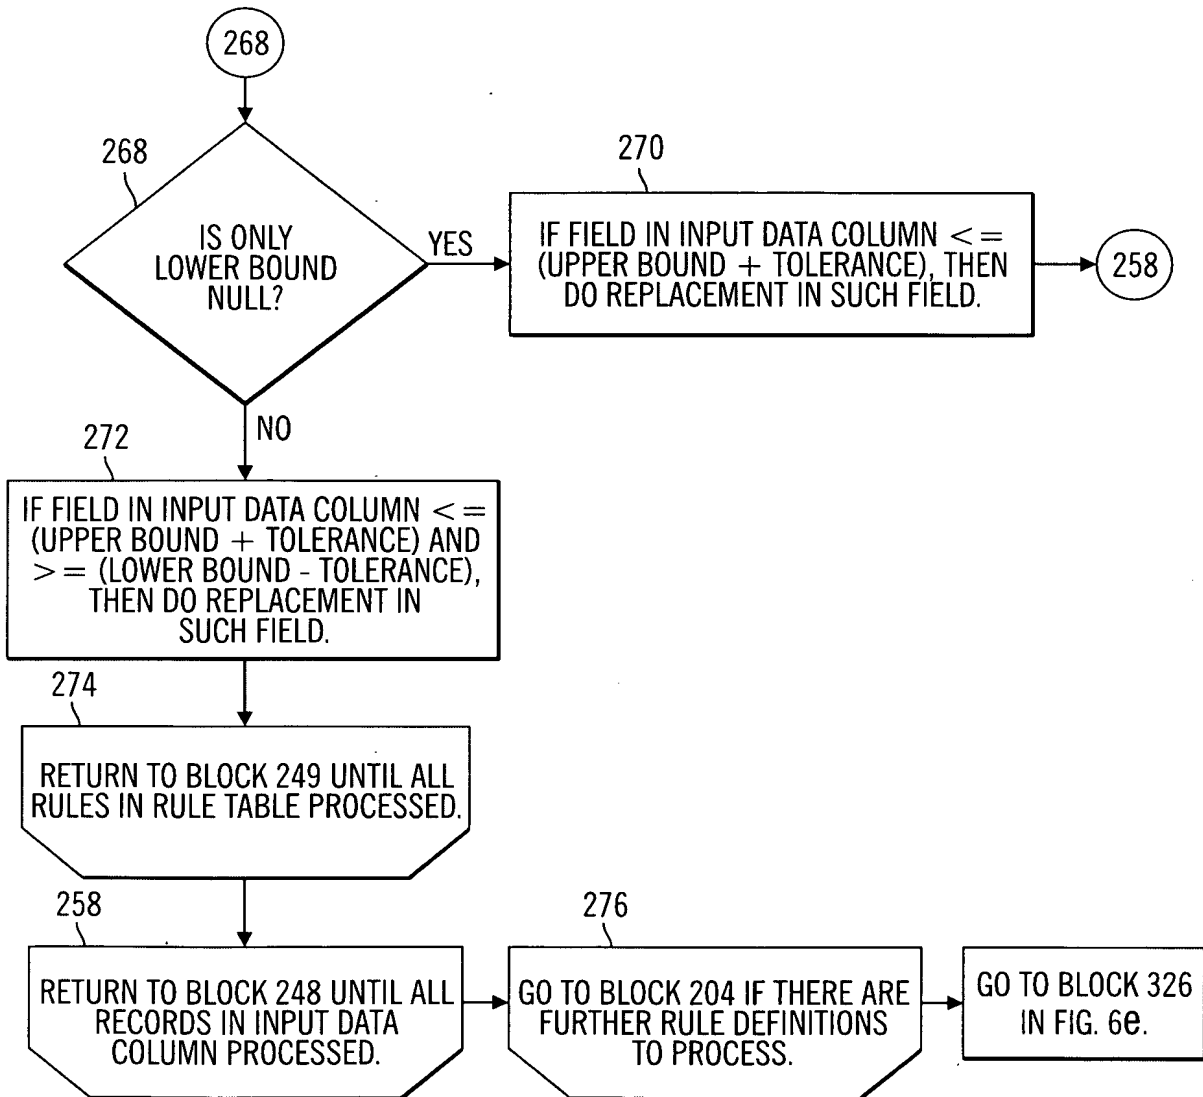 268
268
IS ONLY
LOWER BOUND
NULL?
YES
270
IF FIELD IN INPUT DATA COLUMN <=
(UPPER BOUND + TOLERANCE), THEN
DO REPLACEMENT IN SUCH FIELD.
258
NO
272
IF FIELD IN INPUT DATA COLUMN <=
(UPPER BOUND + TOLERANCE) AND
>= (LOWER BOUND - TOLERANCE),
THEN DO REPLACEMENT IN
SUCH FIELD.
274
RETURN TO BLOCK 249 UNTIL ALL
RULES IN RULE TABLE PROCESSED.
258
RETURN TO BLOCK 248 UNTIL ALL
RECORDS IN INPUT DATA
COLUMN PROCESSED.
276
GO TO BLOCK 204 IF THERE ARE
FURTHER RULE DEFINITIONS
TO PROCESS.
GO TO BLOCK 326
IN FIG. 6e.